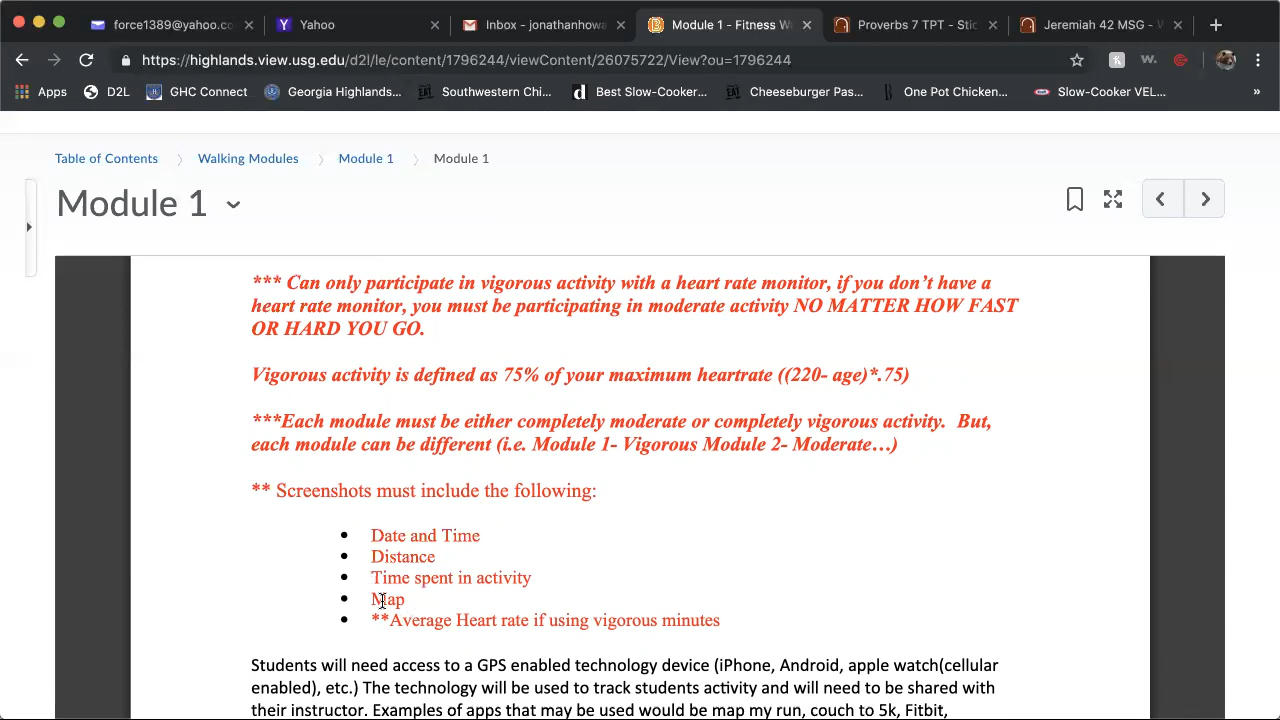 force1389@yahoo.co
Yahoo
Inbox - jonathanhowa
Module 1 - Fitness W
Proverbs 7 TPT - Stic
Jeremiah 42 MSG - W
https://highlands.view.usg.edu/d2l/le/content/1796244/viewContent/26075722/View?ou=1796244
Apps
D2L
GHC Connect
Georgia Highlands...
Southwestern Chi...
Best Slow-Cooker...
Cheeseburger Pas...
One Pot Chicken...
Slow-Cooker VEL...
»
Table of Contents
Walking Modules
Module 1
Module 1
Module 1
*** Can only participate in vigorous activity with a heart rate monitor, if you don’t have a
heart rate monitor, you must be participating in moderate activity NO MATTER HOW FAST
OR HARD YOU GO.
Vigorous activity is defined as 75% of your maximum heartrate ((220- age)*.75)
***Each module must be either completely moderate or completely vigorous activity.  But,
each module can be different (i.e. Module 1- Vigorous Module 2- Moderate…)
** Screenshots must include the following:
• Date and Time
• Distance
• Time spent in activity
• Map
• **Average Heart rate if using vigorous minutes
Students will need access to a GPS enabled technology device (iPhone, Android, apple watch(cellular
enabled), etc.) The technology will be used to track students activity and will need to be shared with
their instructor. Examples of apps that may be used would be map my run, couch to 5k, Fitbit,